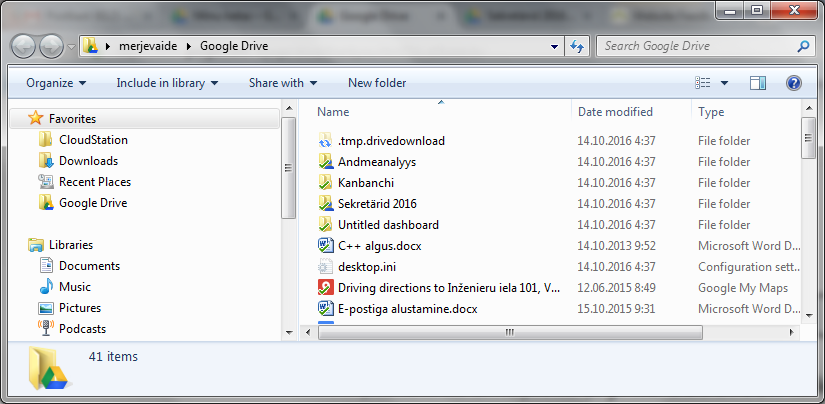 merjevaide Google Drive
Search Google Drive
Organize Include in library Share with New folder
Favorites
CloudStation
Downloads
Recent Places
Google Drive
Libraries
Documents
Music
Pictures
Podcasts
Name Date modified Type
.tmp.drivedownload 14.10.2016 4:37 File folder
Andmeanalyys 14.10.2016 4:37 File folder
Kanbanchi 14.10.2016 4:37 File folder
Sekretärid 2016 14.10.2016 4:37 File folder
Untitled dashboard 14.10.2016 4:37 File folder
C++ algus.docx 14.10.2013 9:52 Microsoft Word D...
desktop.ini 14.10.2016 4:37 Configuration sett...
Driving directions to Inženieru iela 101, V... 12.06.2015 8:49 Google My Maps
E-postiga alustamine.docx 15.10.2015 9:31 Microsoft Word D...
41 items